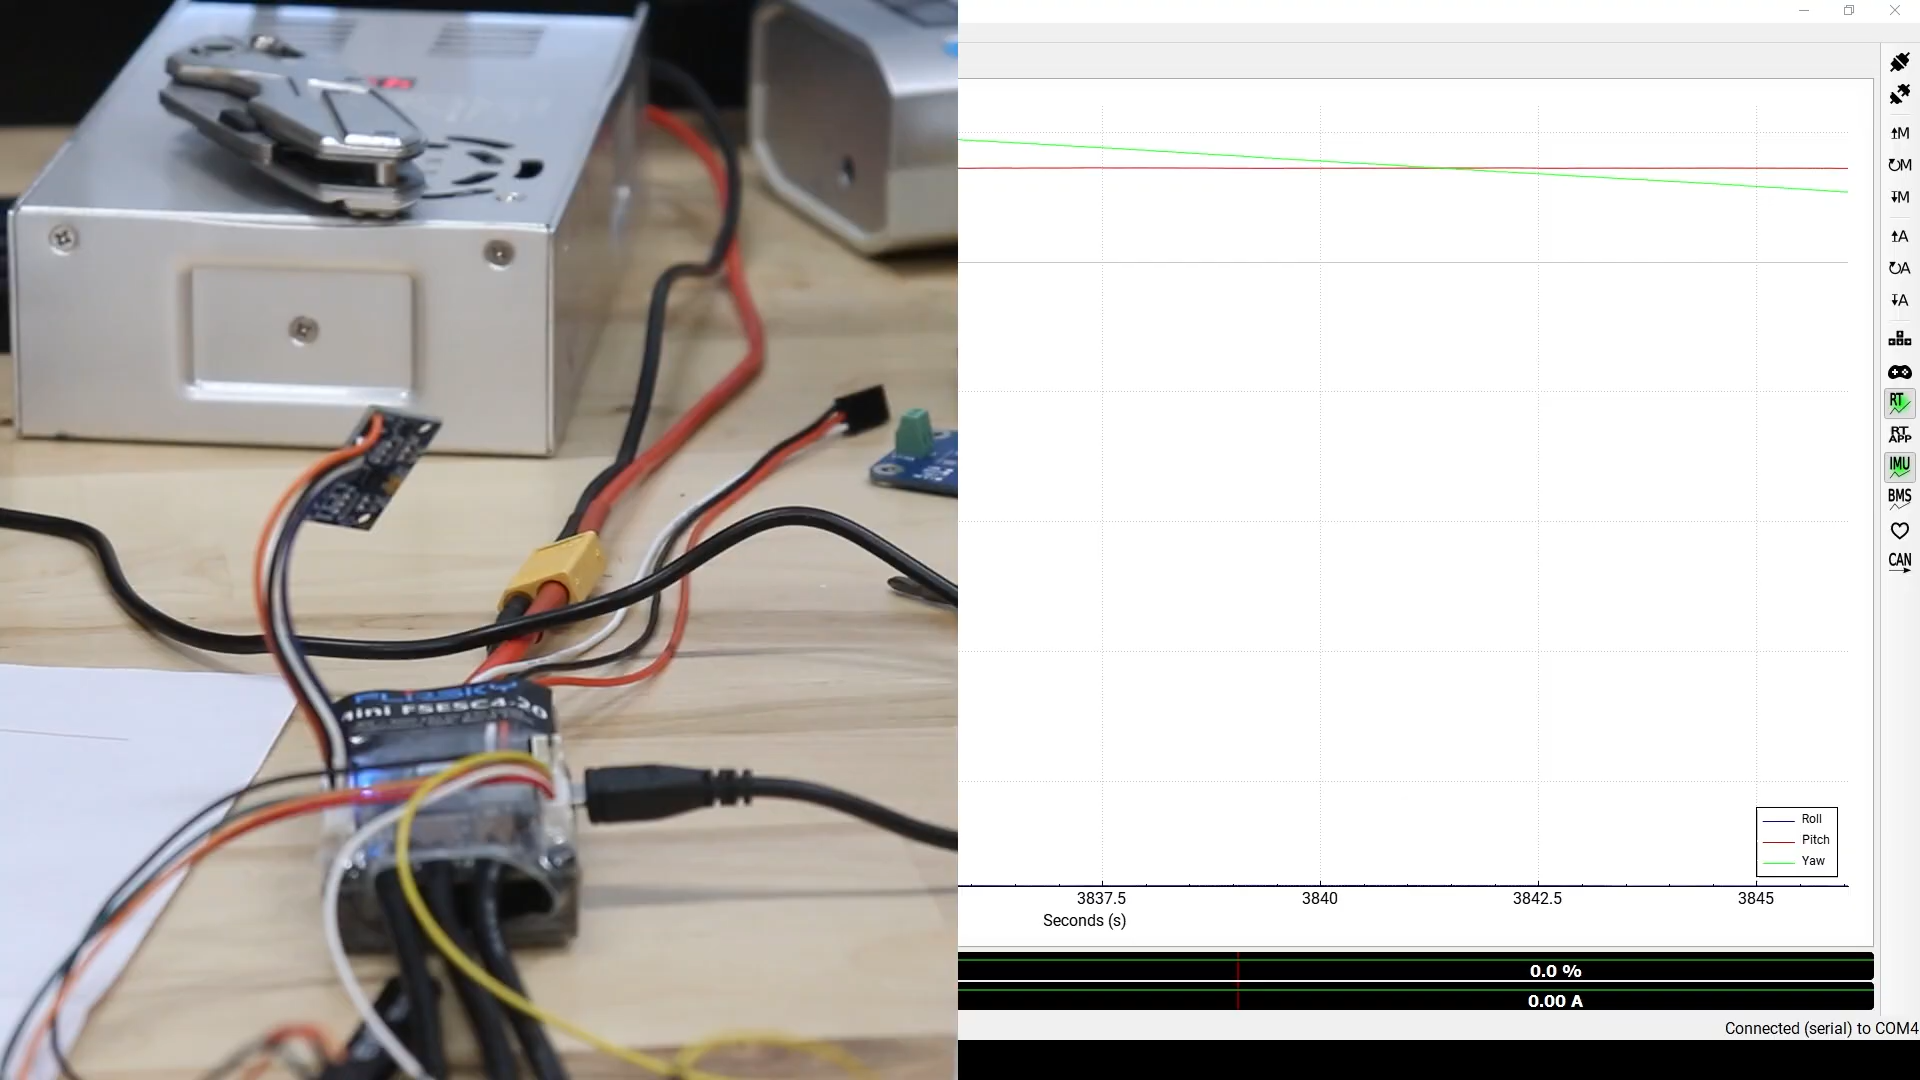 FLIPSKY
Mini FSESC4.20
↑M
M
M
↑A
A
A
RT
RT
APP
IMU
BMS
CAN
Roll
Pitch
Yaw
3837.5 3840 3842.5 3845
Seconds (s)
0.0 %
0.00 A
Connected (serial) to COM4